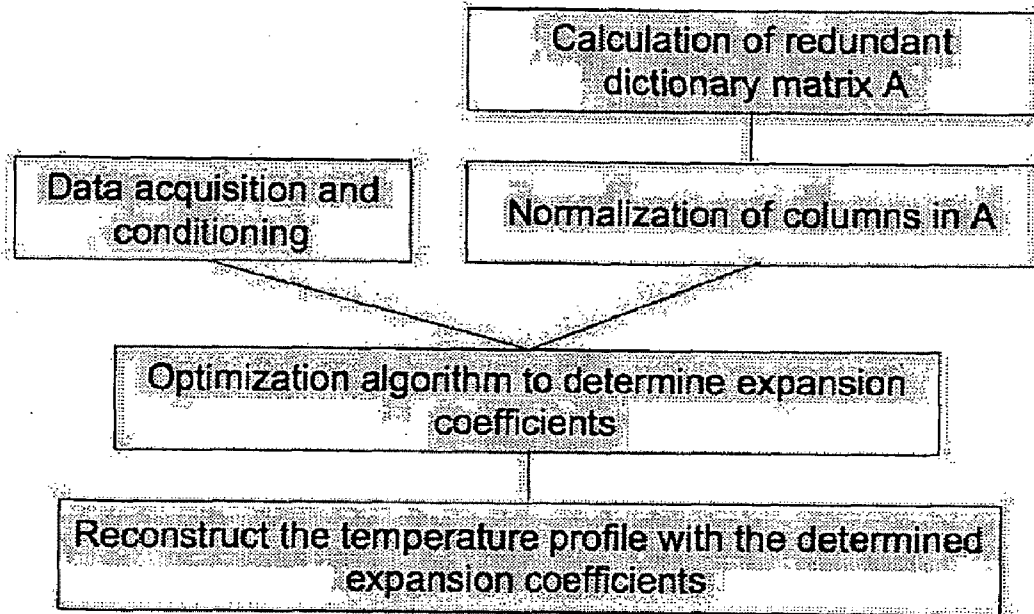 Calculation of redundant
dictionary matrix A
Data acquisition and
conditioning
Normalization of columns in A
Optimization algorithm to determine expansion
coefficients
Reconstruct the temperature profile with the determined
expansion coefficients